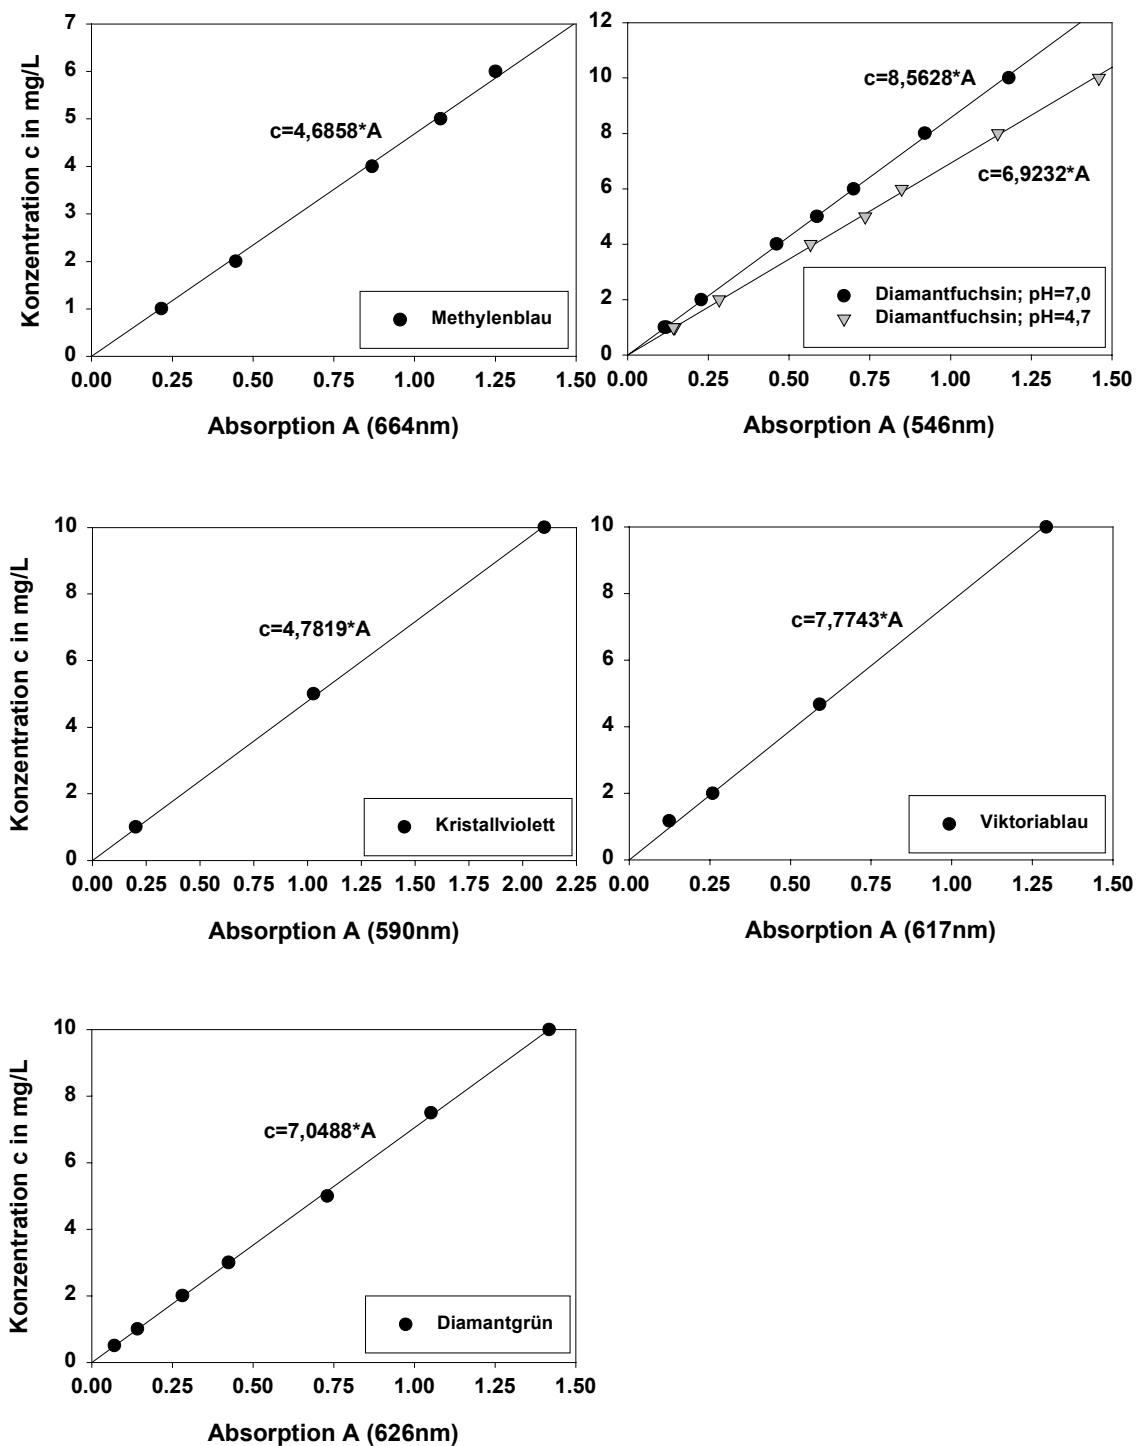 Konzentration c in mg/L
7
6
5
4
3
2
1
0
c=4,6858*A
Methylenblau
0.00 0.25 0.50 0.75 1.00 1.25 1.50
Absorption A (664nm)
12
10
8
6
4
2
0
c=8,5628*A
c=6,9232*A
Diamantfuchsin; pH=7,0
Diamantfuchsin; pH=4,7
0.00 0.25 0.50 0.75 1.00 1.25 1.50
Absorption A (546nm)
Konzentration c in mg/L
10
8
6
4
2
0
c=4,7819*A
Kristallviolett
0.00 0.25 0.50 0.75 1.00 1.25 1.50 1.75 2.00 2.25
Absorption A (590nm)
10
8
6
4
2
0
c=7,7743*A
Viktoriablau
0.00 0.25 0.50 0.75 1.00 1.25 1.50
Absorption A (617nm)
Konzentration c in mg/L
10
8
6
4
2
0
c=7,0488*A
Diamantgrün
0.00 0.25 0.50 0.75 1.00 1.25 1.50
Absorption A (626nm)